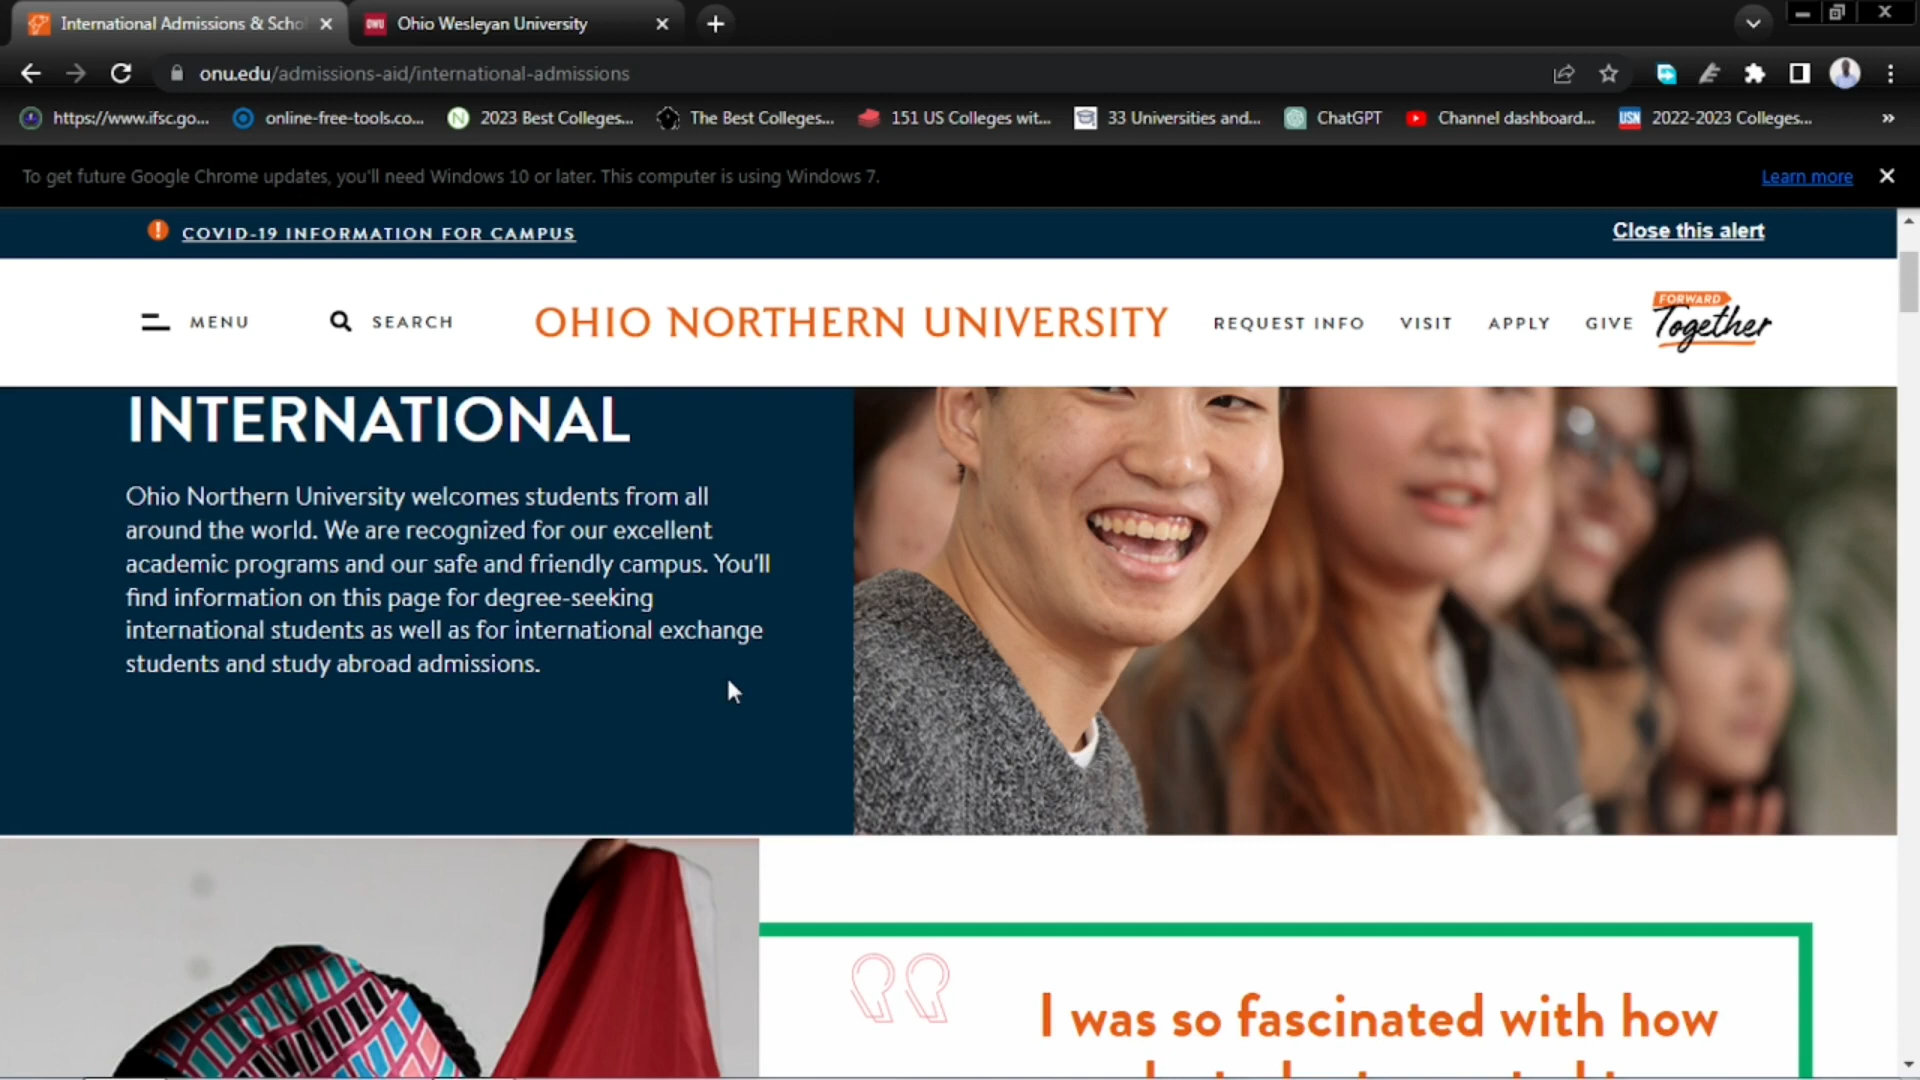 International Admissions & Scho
OWU Ohio Wesleyan University
onu.edu/admissions-aid/international-admissions
https://www.ifsc.go...
online-free-tools.co...
N 2023 Best Colleges...
The Best Colleges...
151 US Colleges wit...
33 Universities and...
ChatGPT
Channel dashboard...
USN 2022-2023 Colleges...
»
To get future Google Chrome updates, you'll need Windows 10 or later. This computer is using Windows 7.
Learn more
COVID-19 INFORMATION FOR CAMPUS
Close this alert
MENU
SEARCH
OHIO NORTHERN UNIVERSITY
REQUEST INFO
VISIT
APPLY
GIVE
FORWARD
Together
INTERNATIONAL
Ohio Northern University welcomes students from all
around the world. We are recognized for our excellent
academic programs and our safe and friendly campus. You'll
find information on this page for degree-seeking
international students as well as for international exchange
students and study abroad admissions.
I was so fascinated with how